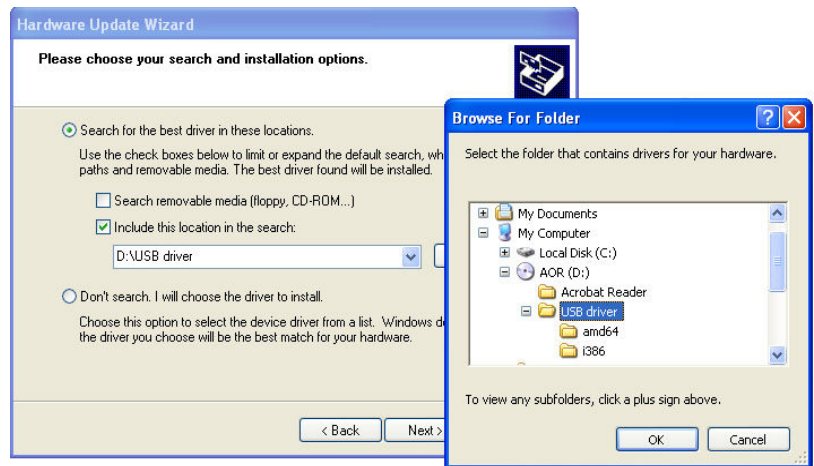 Hardware Update Wizard
Please choose your search and installation options.
Search for the best driver in these locations.
Use the check boxes below to limit or expand the default search, wh
paths and removable media. The best driver found will be installed.
Search removable media (floppy, CD-ROM...)
Include this location in the search:
D:\USB driver
Don't search. I will choose the driver to install.
Choose this option to select the device driver from a list. Windows d
the driver you choose will be the best match for your hardware.
< Back
Next >
Browse For Folder
Select the folder that contains drivers for your hardware.
My Documents
My Computer
Local Disk (C:)
AOR (D:)
Acrobat Reader
USB driver
amd64
i386
To view any subfolders, click a plus sign above.
OK
Cancel